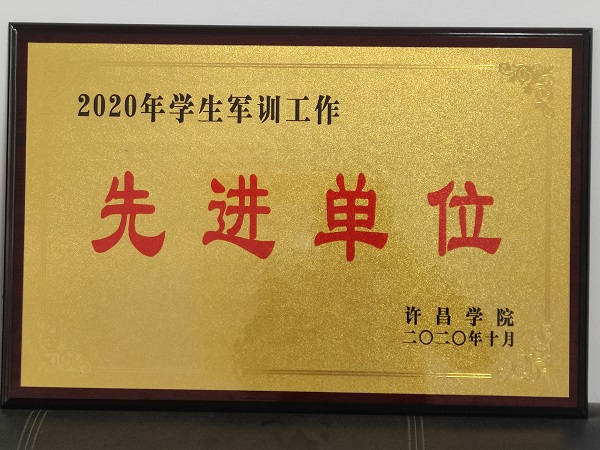 2020年学生军训工作
先进单位
许昌学院
二〇二〇年十月